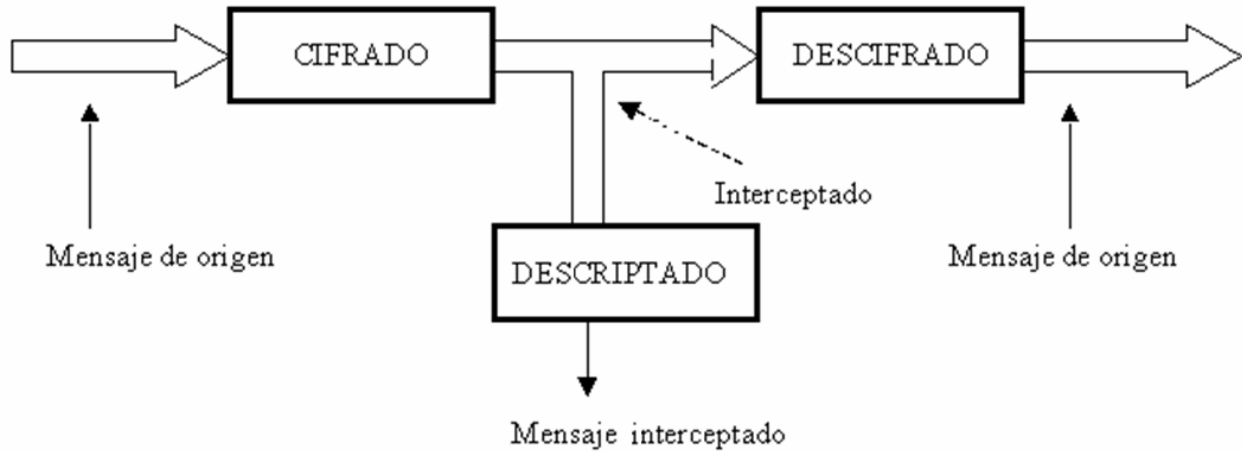 CIFRADO
DESCIFRADO
Interceptado
Mensaje de origen
Mensaje de origen
DESCRIPTADO
Mensaje interceptado